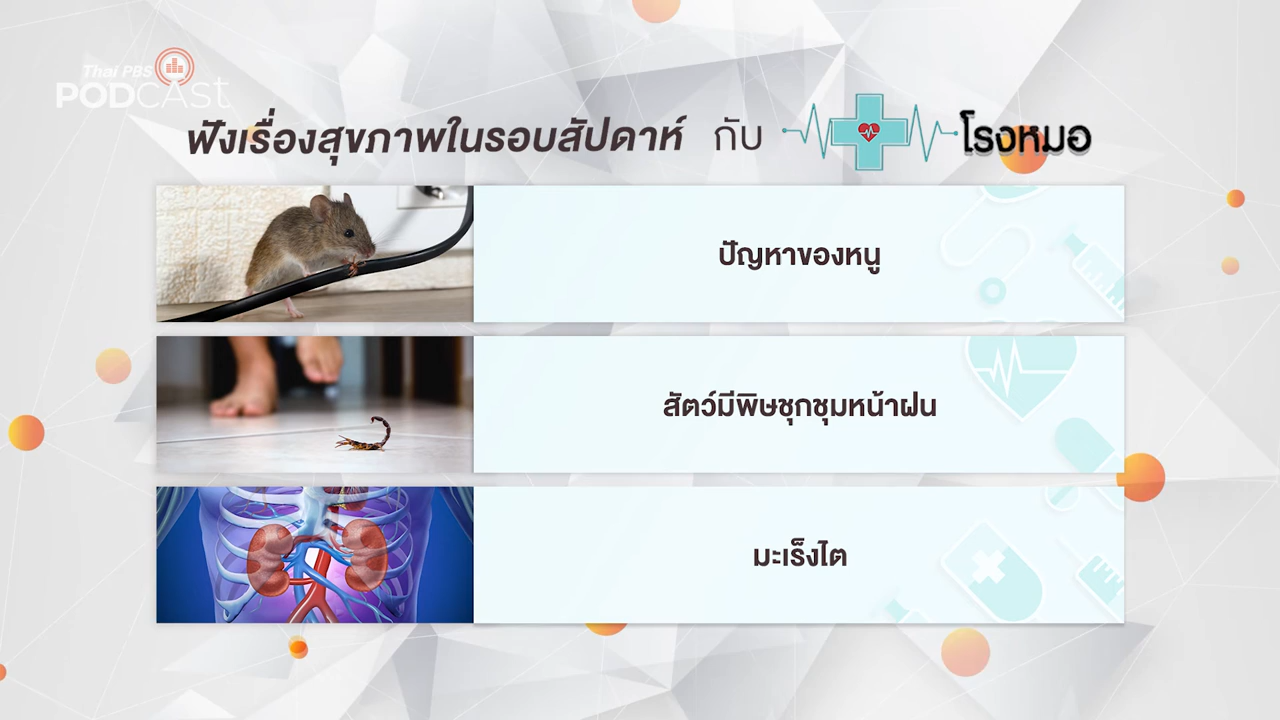 Thai PBS
PODCAST
ฟังเรื่องสุขภาพในรอบสัปดาห์ กับ โรงหมอ
ปัญหาของหนู
สัตว์มีพิษชุกชุมหน้าฝน
มะเร็งไต